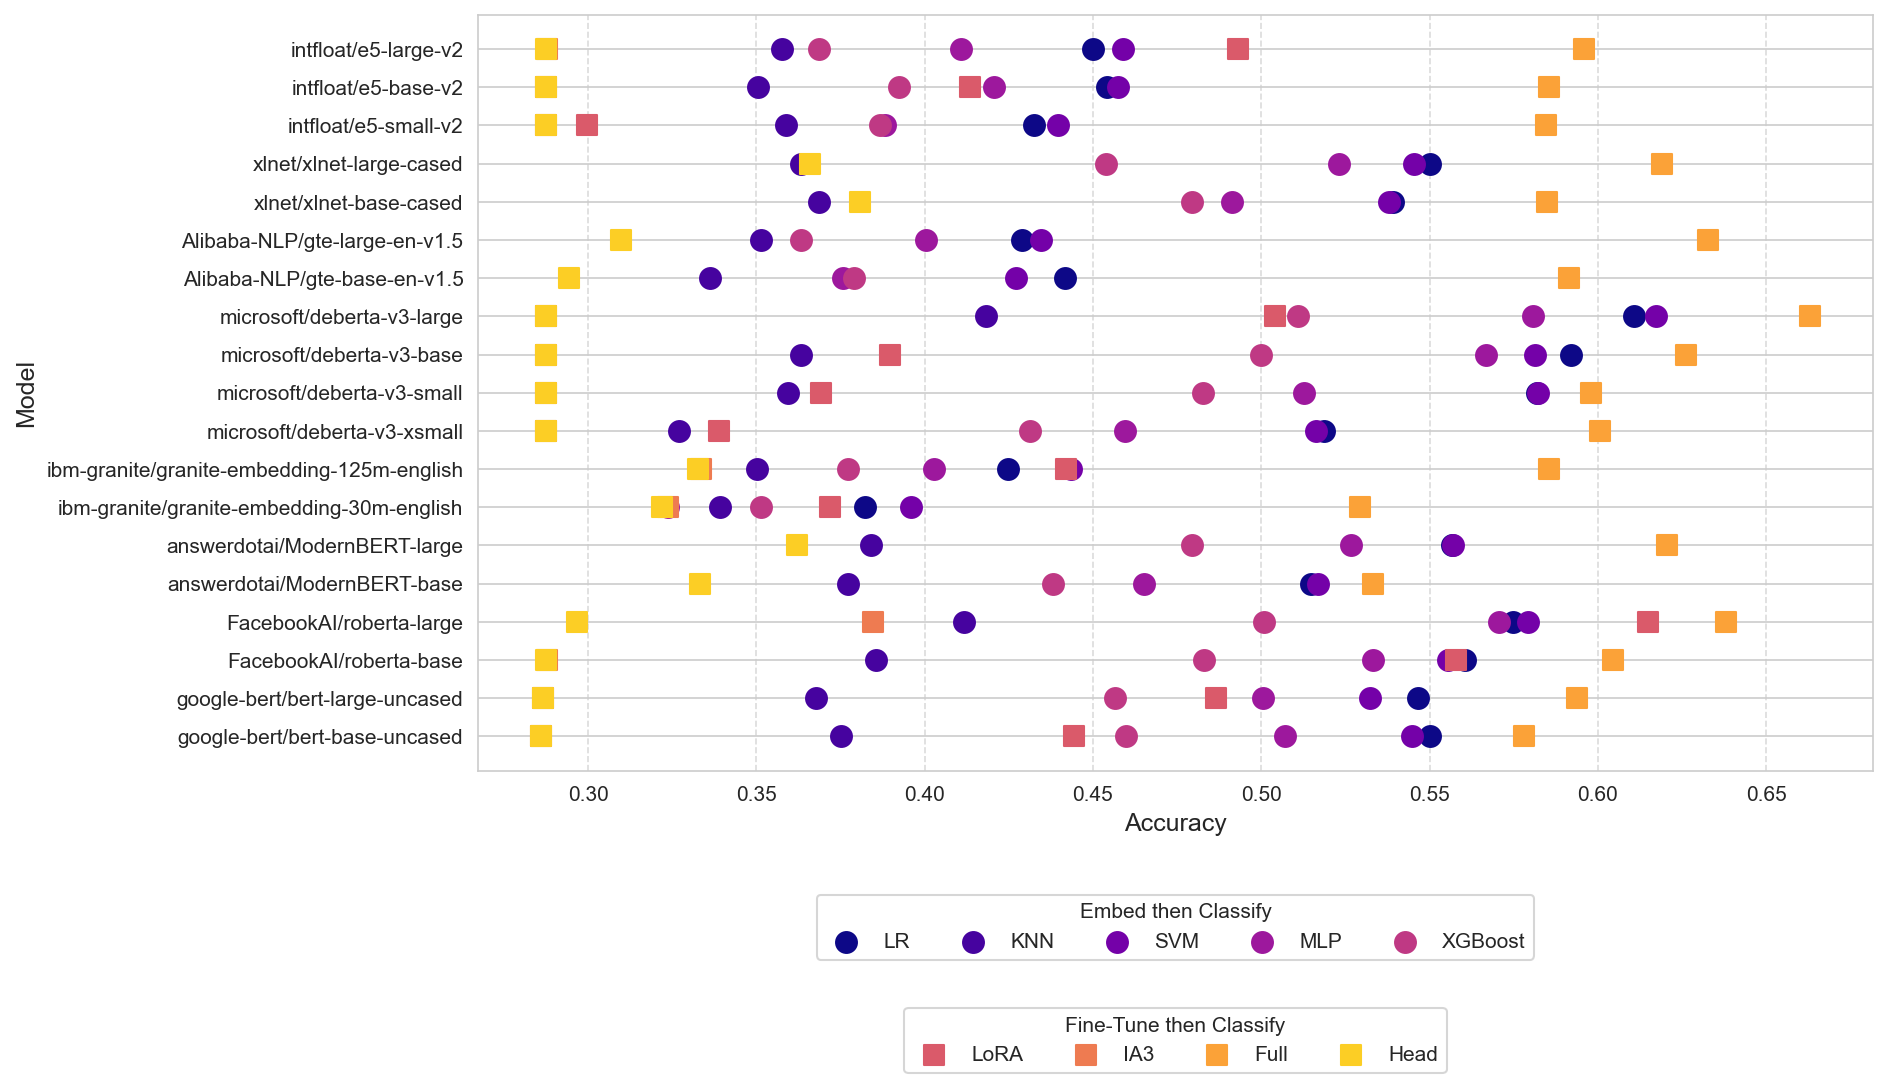 Model
intfloat/e5-large-v2
intfloat/e5-base-v2
intfloat/e5-small-v2
xlnet/xlnet-large-cased
xlnet/xlnet-base-cased
Alibaba-NLP/gte-large-en-v1.5
Alibaba-NLP/gte-base-en-v1.5
microsoft/deberta-v3-large
microsoft/deberta-v3-base
microsoft/deberta-v3-small
microsoft/deberta-v3-xsmall
ibm-granite/granite-embedding-125m-english
ibm-granite/granite-embedding-30m-english
answerdotai/ModernBERT-large
answerdotai/ModernBERT-base
FacebookAI/roberta-large
FacebookAI/roberta-base
google-bert/bert-large-uncased
google-bert/bert-base-uncased
0.30 0.35 0.40 0.45 0.50 0.55 0.60 0.65
Accuracy
Embed then Classify
LR KNN SVM MLP XGBoost
Fine-Tune then Classify
LoRA IA3 Full Head